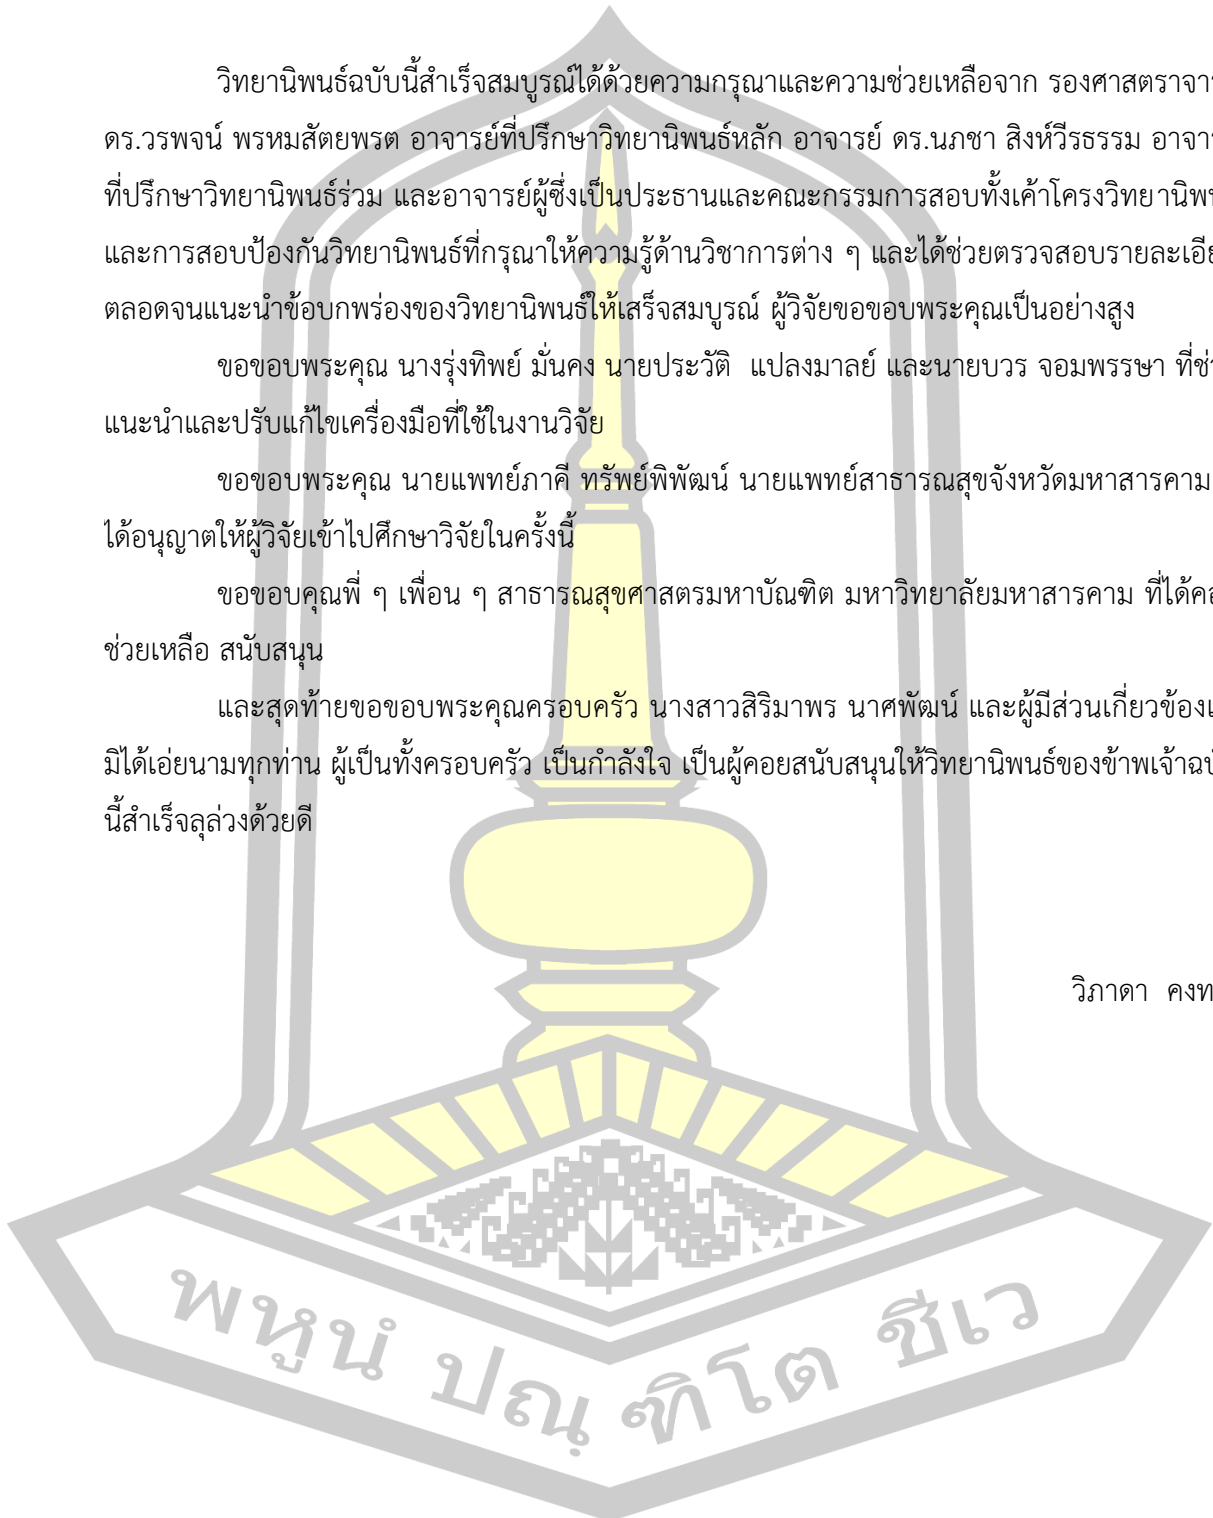 วิทยานิพนธ์ฉบับนี้สำเร็จสมบูรณ์ได้ด้วยความกรุณาและความช่วยเหลือจาก รองศาสตราจาร
ดร.วรพจน์ พรหมสัตยพรต อาจารย์ที่ปรึกษาวิทยานิพนธ์หลัก อาจารย์ ดร.นภชา สิงห์วีรธรรม อาจาร
ที่ปรึกษาวิทยานิพนธ์ร่วม และอาจารย์ผู้ซึ่งเป็นประธานและคณะกรรมการสอบทั้งเค้าโครงวิทยานิพน
และการสอบป้องกันวิทยานิพนธ์ที่กรุณาให้ความรู้ด้านวิชาการต่าง ๆ และได้ช่วยตรวจสอบรายละเอีย
ตลอดจนแนะนำข้อบกพร่องของวิทยานิพนธ์ให้เสร็จสมบูรณ์ ผู้วิจัยขอขอบพระคุณเป็นอย่างสูง
ขอขอบพระคุณ นางรุ่งทิพย์ มั่นคง นายประวัติ แปลงมาลย์ และนายบวร จอมพรรษา ที่ช่
แนะนำและปรับแก้ไขเครื่องมือที่ใช้ในงานวิจัย
ขอขอบพระคุณ นายแพทย์ภาคี ทรัพย์พิพัฒน์ นายแพทย์สาธารณสุขจังหวัดมหาสารคาม
ได้อนุญาตให้ผู้วิจัยเข้าไปศึกษาวิจัยในครั้งนี้
ขอขอบคุณพี่ ๆ เพื่อน ๆ สาธารณสุขศาสตรมหาบัณฑิต มหาวิทยาลัยมหาสารคาม ที่ได้คอ
ช่วยเหลือ สนับสนุน
และสุดท้ายขอขอบพระคุณครอบครัว นางสาวสิริมาพร นาศพัฒน์ และผู้มีส่วนเกี่ยวข้อง
มิได้เอ่ยนามทุกท่าน ผู้เป็นทั้งครอบครัว เป็นกำลังใจ เป็นผู้คอยสนับสนุนให้วิทยานิพนธ์ของข้าพเจ้าฉบ
นี้สำเร็จลุล่วงด้วยดี
วิภาดา คงท
พหูนํ ปณฺฑิโต ชีเว